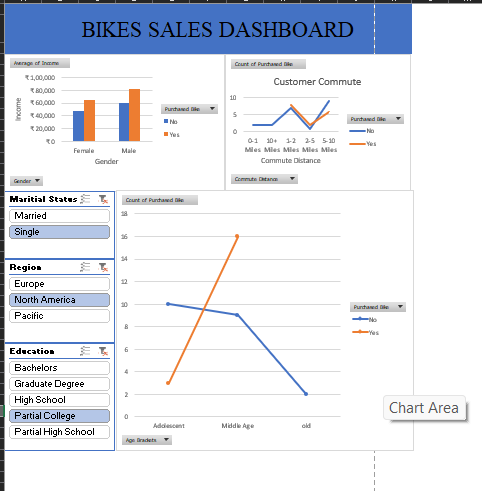 BIKES SALES DASHBOARD
Average of Income
₹1,00,000
₹80,000
₹60,000
₹40,000
₹20,000
₹0
Income
Female
Male
Gender
Purchased Bike
No
Yes
Gender
Count of Purchased Bike
Customer Commute
10
5
0
0-1 Miles
10+ Miles
1-2 Miles
2-5 Miles
5-10 Miles
Commute Distance
Purchased Bike
No
Yes
Commute Distance
Maritial States
Married
Single
Region
Europe
North America
Pacific
Education
Bachelors
Graduate Degree
High School
Partial College
Partial High School
Count of Purchased Bike
18
16
14
12
10
8
6
4
2
0
Adolescent
Middle Age
old
Purchased Bike
No
Yes
Age Brackets
Chart Area